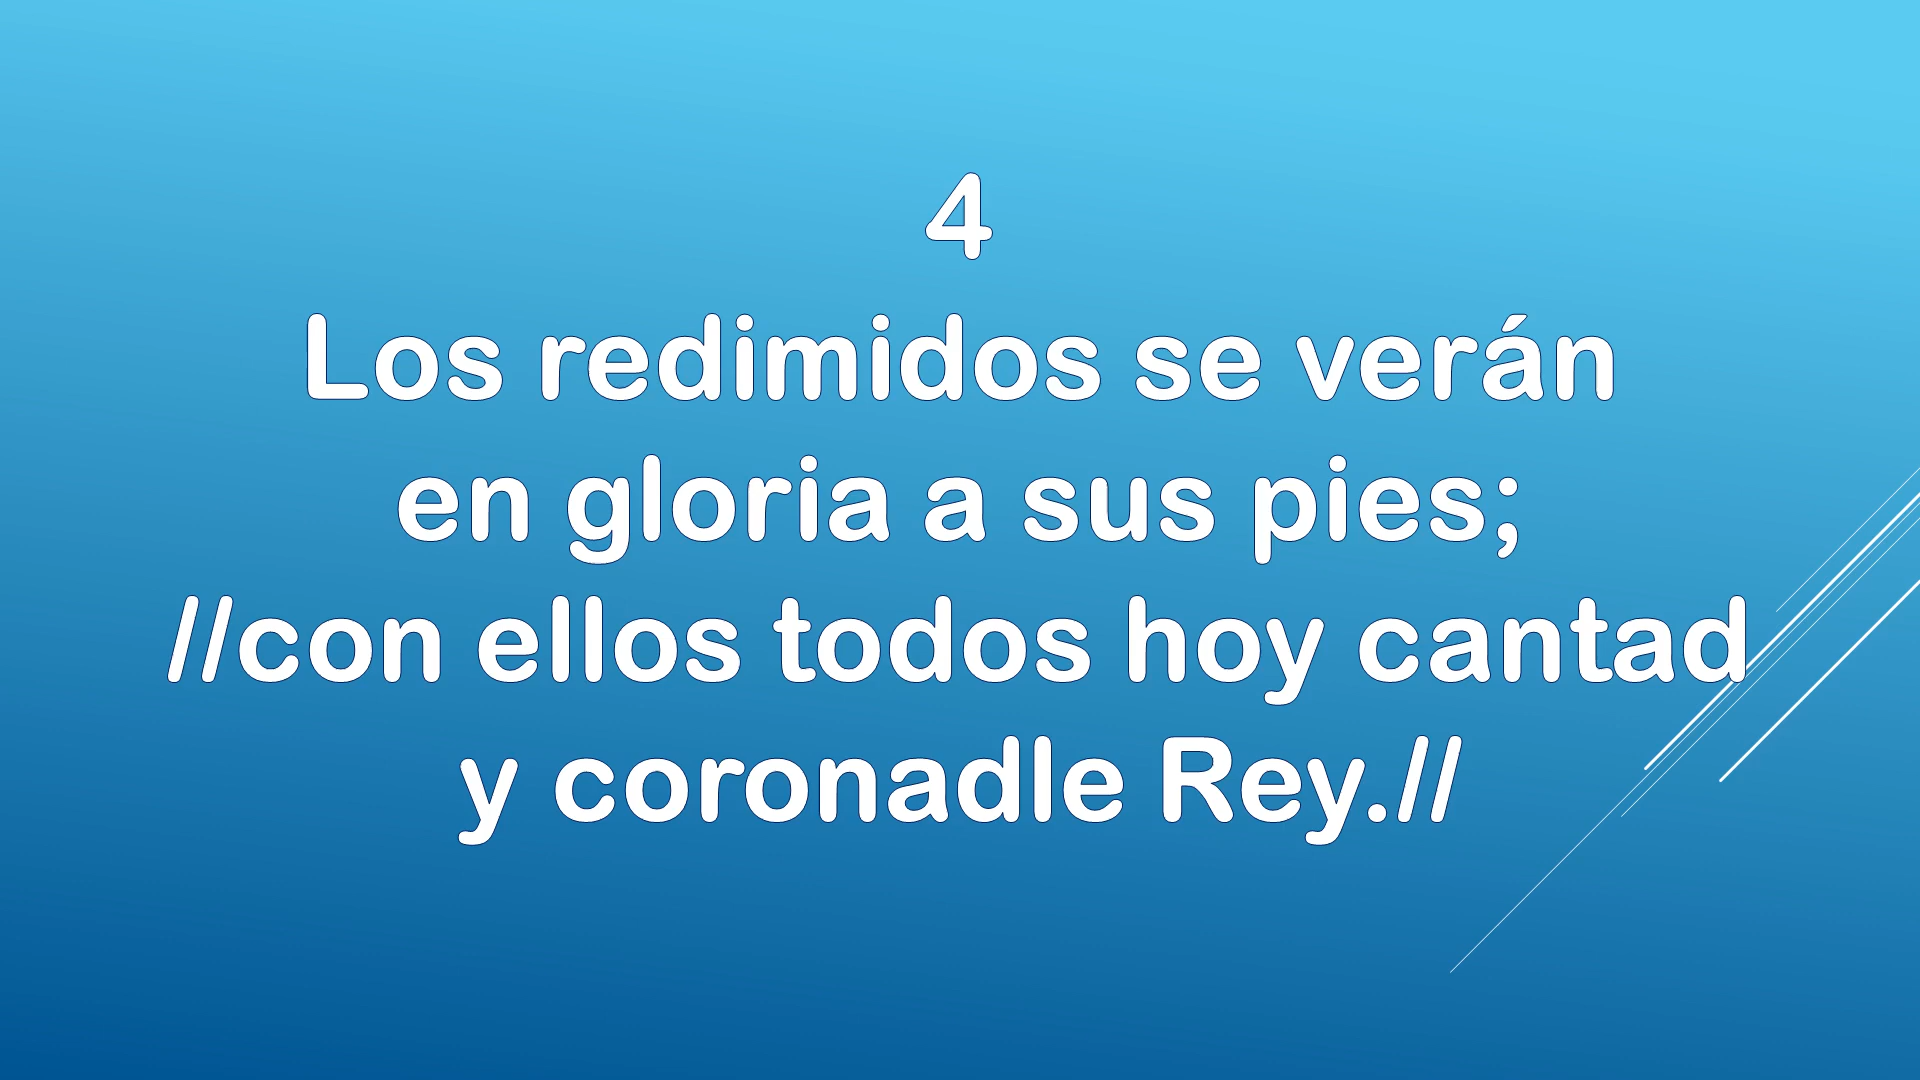 4
Los redimidos se verán
en gloria a sus pies;
//con ellos todos hoy cantad
y coronadle Rey.//